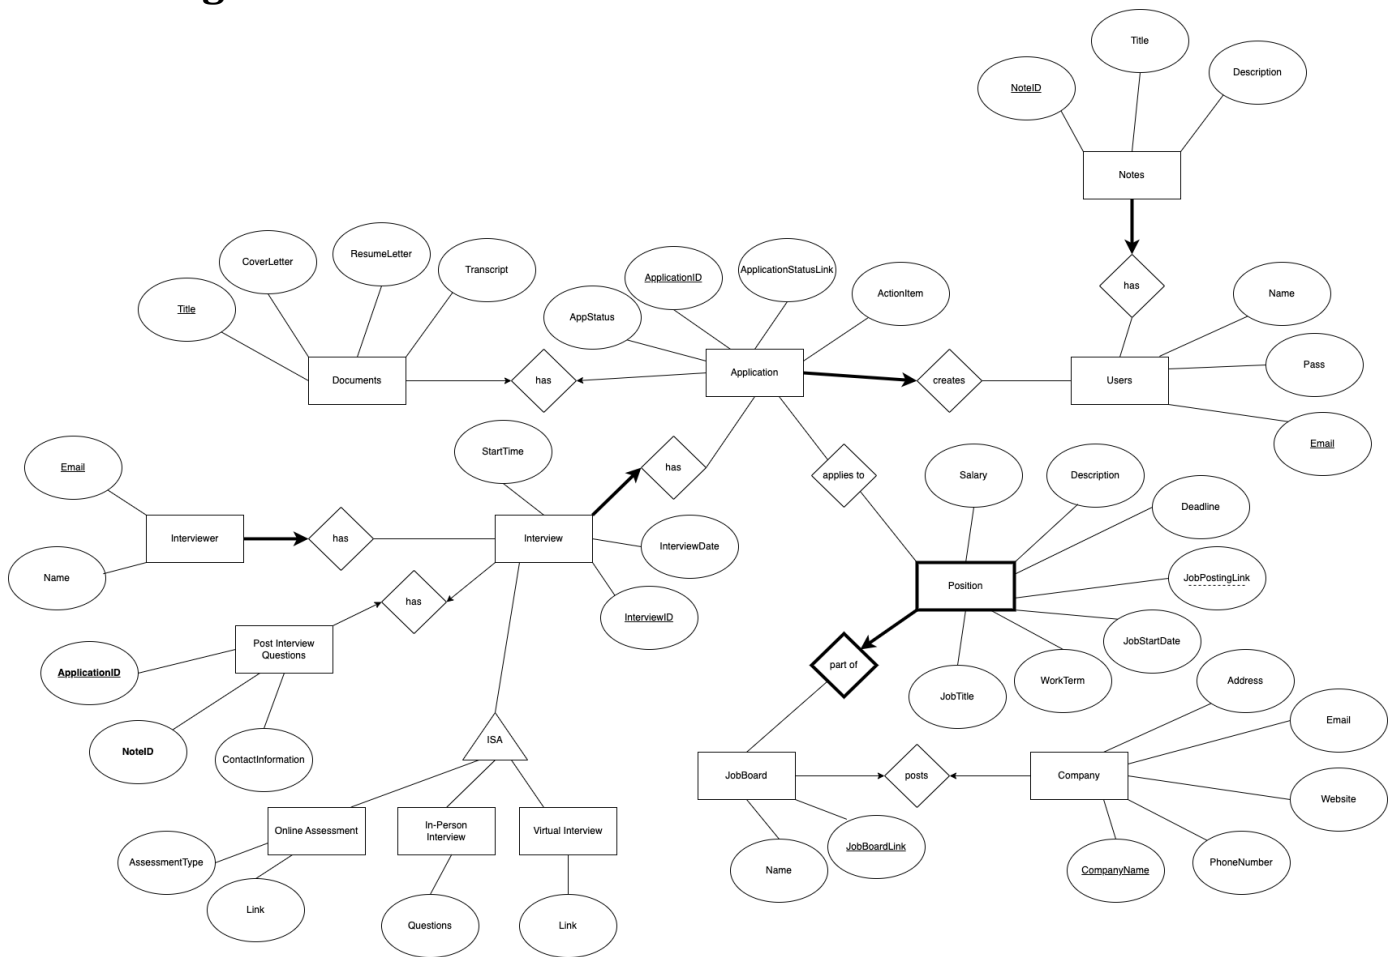 g
Title
NoteID
Description
Notes
has
CoverLetter
ResumeLetter
Transcript
Title
Documents
has
ApplicationID
ApplicationStatusLink
ActionItem
AppStatus
Application
creates
Users
Name
Pass
Email
Email
Name
Interviewer
has
StartTime
Interview
has
InterviewDate
InterviewID
has
Post Interview
Questions
ApplicationID
NoteID
ContactInformation
ISA
Online Assessment
In-Person
Interview
Virtual Interview
AssessmentType
Link
Questions
Link
applies to
Salary
Description
Deadline
JobPostingLink
JobStartDate
WorkTerm
JobTitle
Position
part of
JobBoard
posts
Company
Name
JobBoardLink
Address
Email
Website
PhoneNumber
CompanyName